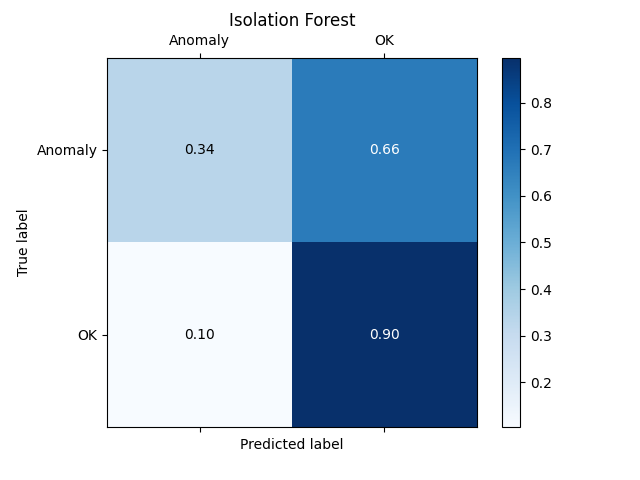 Isolation Forest
Anomaly OK
Anomaly 0.34 0.66
OK 0.10 0.90
True label
Predicted label
0.8
0.7
0.6
0.5
0.4
0.3
0.2